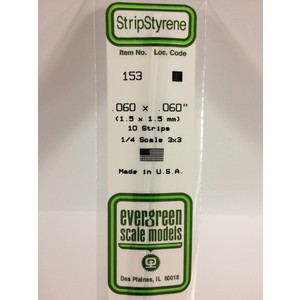 StripStyrene
Item No. Loc. Code
153
.060 x .060"
(1.5 x 1.5 mm)
10 Strips
1/4 Scale 3x3
Made in U.S.A.
evergreen
scale models
Des Plaines, IL 60018